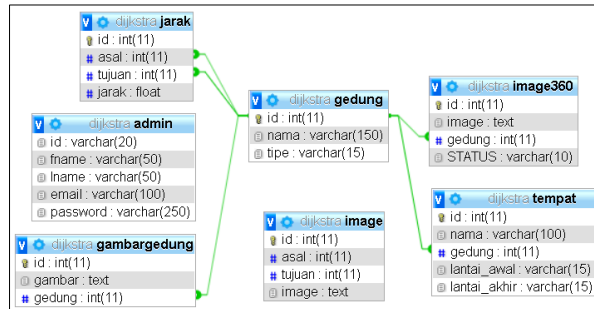 dijkstra jarak
id : int(11)
asal : int(11)
tujuan : int(11)
jarak : float
dijkstra admin
id : varchar(20)
fname : varchar(50)
lname : varchar(50)
email : varchar(100)
password : varchar(250)
dijkstra gambargedung
id : int(11)
gambar : text
gedung : int(11)
dijkstra gedung
id : int(11)
nama : varchar(150)
tipe : varchar(15)
dijkstra image
id : int(11)
asal : int(11)
tujuan : int(11)
image : text
dijkstra image360
id : int(11)
image : text
gedung : int(11)
STATUS : varchar(10)
dijkstra tempat
id : int(11)
nama : varchar(100)
gedung : int(11)
lantai_awal : varchar(15)
lantai_akhir : varchar(15)